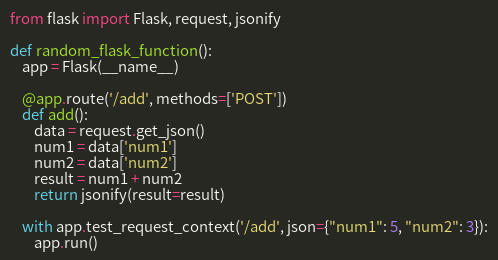 from flask import Flask, request, jsonify

def random_flask_function():
    app = Flask(__name__)

    @app.route('/add', methods=['POST'])
    def add():
        data = request.get_json()
        num1 = data['num1']
        num2 = data['num2']
        result = num1 + num2
        return jsonify(result=result)

    with app.test_request_context('/add', json={"num1": 5, "num2": 3}):
        app.run()